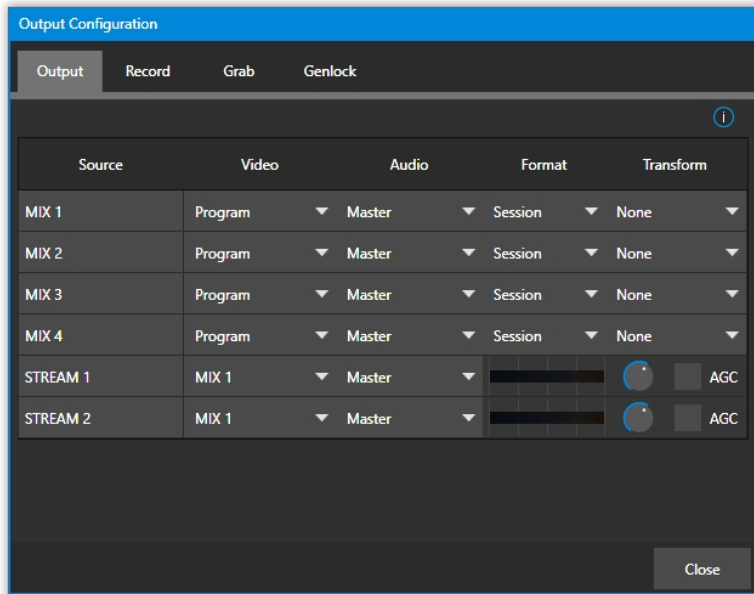 Output Configuration
Output Record Grab Genlock
Source Video Audio Format Transform
MIX 1 Program Master Session None
MIX 2 Program Master Session None
MIX 3 Program Master Session None
MIX 4 Program Master Session None
STREAM 1 MIX 1 Master AGC
STREAM 2 MIX 1 Master AGC
Close